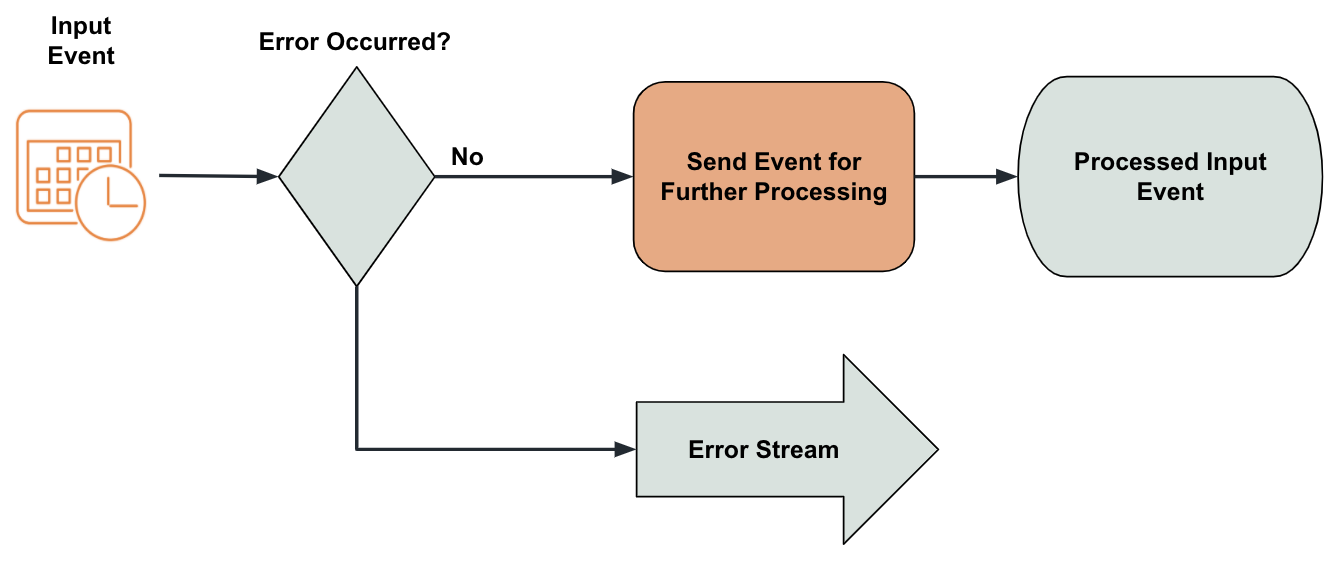 Input
Event
Error Occurred?
No
Send Event for
Further Processing
Processed Input
Event
Error Stream